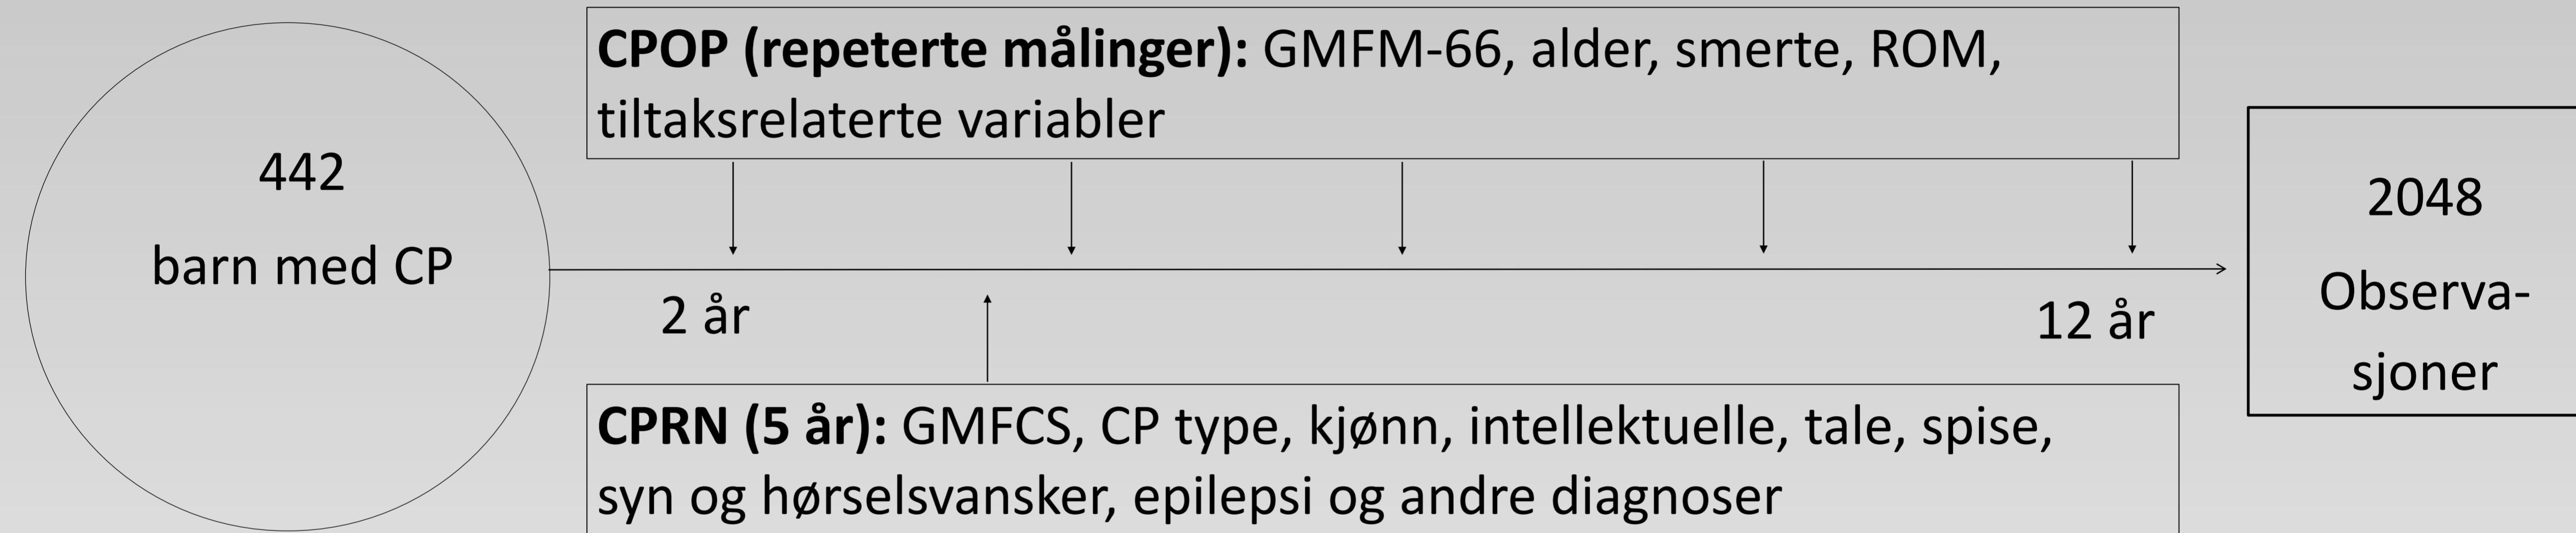 442
barn med CP
CPOP (repeterte målinger): GMFM-66, alder, smerte, ROM,
tiltaksrelaterte variabler
2 år
12 år
CPRN (5 år): GMFCS, CP type, kjønn, intellektuelle, tale, spise,
syn og hørselsvansker, epilepsi og andre diagnoser
2048
Observa-
sjoner